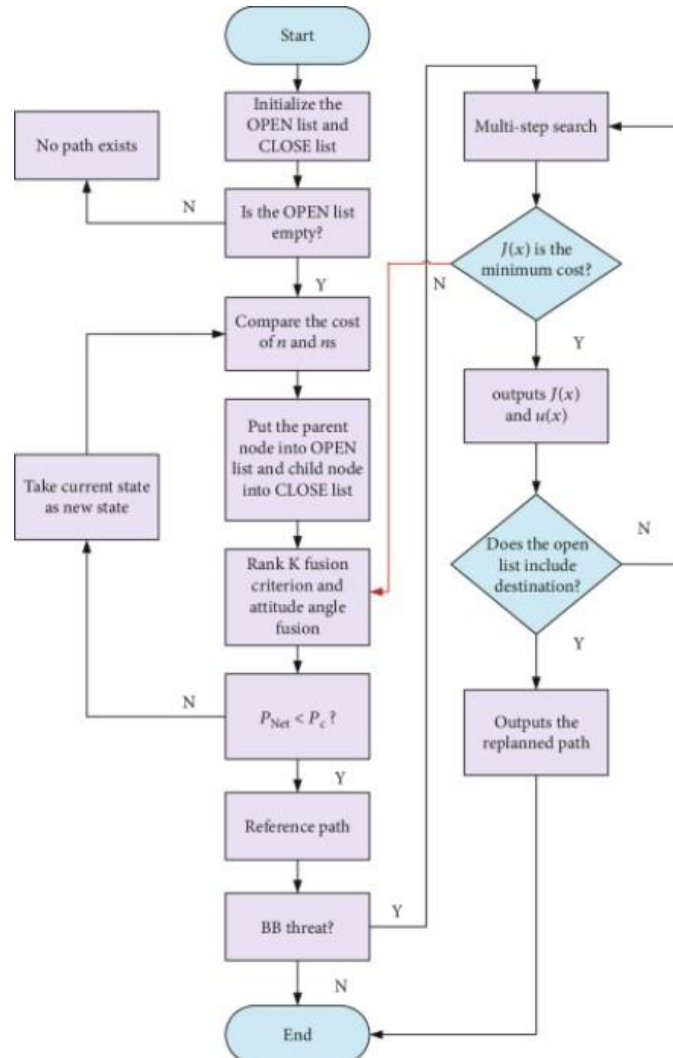 Start
Initialize the
OPEN list and
CLOSE list
No path exists
N
Is the OPEN list
empty?
Y
Compare the cost
of n and ns
Put the parent
node into OPEN
list and child node
into CLOSE list
Take current state
as new state
Rank K fusion
criterion and
attitude angle
fusion
N
P_Net < P_c ?
Y
Reference path
BB threat?
Y
N
End
Multi-step search
J(x) is the
minimum cost?
N
Y
outputs J(x)
and u(x)
Does the open
list include
destination?
N
Y
Outputs the
replanned path